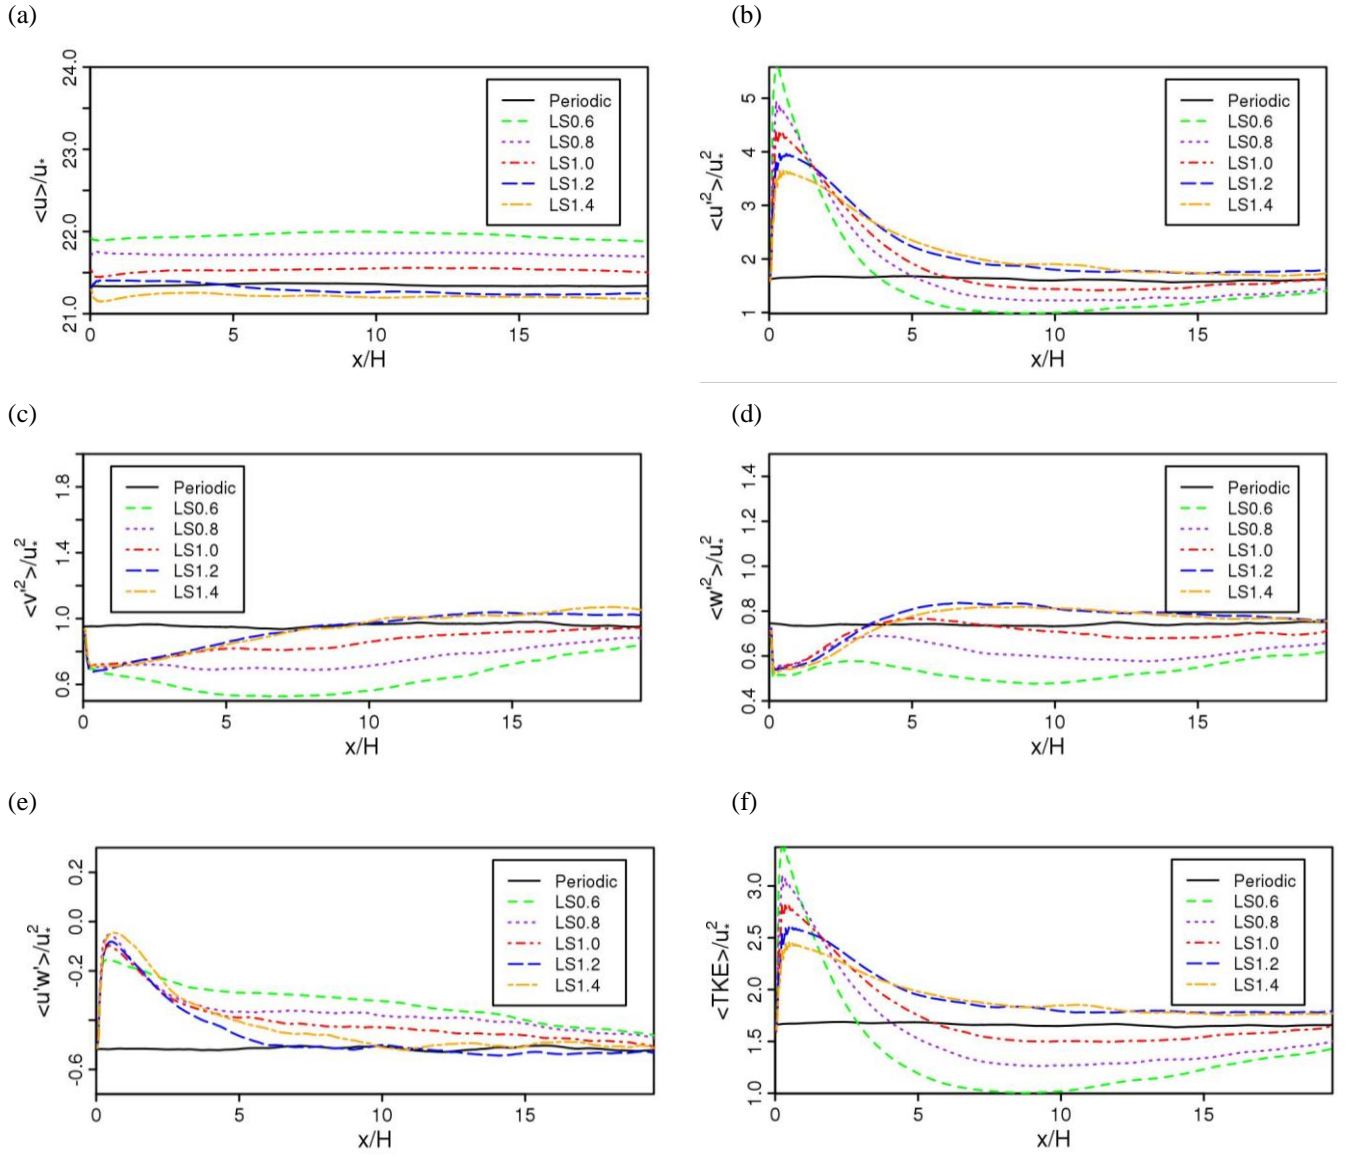 (a)
24.0
23.0
22.0
21.0
<u>/u*
0 5 10 15
x/H
Periodic
LS0.6
LS0.8
LS1.0
LS1.2
LS1.4
(b)
5
4
3
2
1
<u'²>/u*²
0 5 10 15
x/H
Periodic
LS0.6
LS0.8
LS1.0
LS1.2
LS1.4
(c)
1.8
1.4
1.0
0.6
<v'²>/u*²
0 5 10 15
x/H
Periodic
LS0.6
LS0.8
LS1.0
LS1.2
LS1.4
(d)
1.4
1.2
1.0
0.8
0.6
0.4
<w'²>/u*²
0 5 10 15
x/H
Periodic
LS0.6
LS0.8
LS1.0
LS1.2
LS1.4
(e)
0.2
0.0
-0.2
-0.6
<u'w'>/u*²
0 5 10 15
x/H
Periodic
LS0.6
LS0.8
LS1.0
LS1.2
LS1.4
(f)
3.0
2.5
2.0
1.5
1.0
<TKE>/u*²
0 5 10 15
x/H
Periodic
LS0.6
LS0.8
LS1.0
LS1.2
LS1.4